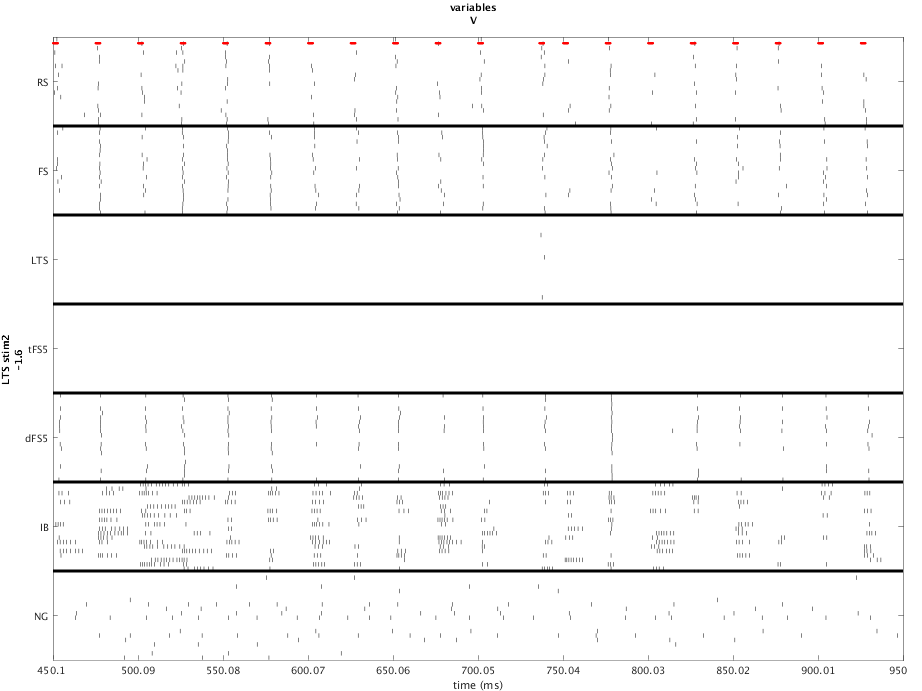 variables
V
RS
FS
LTS
tFS5
dFS5
IB
NG
LTS stim2
-1.6
450.1 500.09 550.08 600.07 650.06 700.05 750.04 800.03 850.02 900.01 950
time (ms)